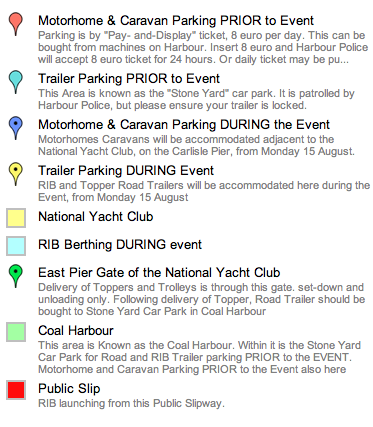 Motorhome & Caravan Parking PRIOR to Event
Parking is by "Pay- and-Display" ticket, 8 euro per day. This can be
bought from machines on Harbour. Insert 8 euro and Harbour Police
will accept 8 euro ticket for 24 hours. Or daily ticket may be pu...
Trailer Parking PRIOR to Event
This Area is known as the "Stone Yard" car park. It is patrolled by
Harbour Police, but please ensure your trailer is locked.
Motorhome & Caravan Parking DURING the Event
Motorhomes Caravans will be accommodated adjacent to the
National Yacht Club, on the Carlisle Pier, from Monday 15 August.
Trailer Parking DURING Event
RIB and Topper Road Trailers will be accommodated here during the
Event, from Monday 15 August
National Yacht Club
RIB Berthing DURING event
East Pier Gate of the National Yacht Club
Delivery of Toppers and Trolleys is through this gate. set-down and
unloading only. Following delivery of Topper, Road Trailer should be
bought to Stone Yard Car Park in Coal Harbour
Coal Harbour
This area is Known as the Coal Harbour. Within it is the Stone Yard
Car Park for Road and RIB Trailer parking PRIOR to the EVENT.
Motorhome and Caravan Parking PRIOR to the Event also here
Public Slip
RIB launching from this Public Slipway.